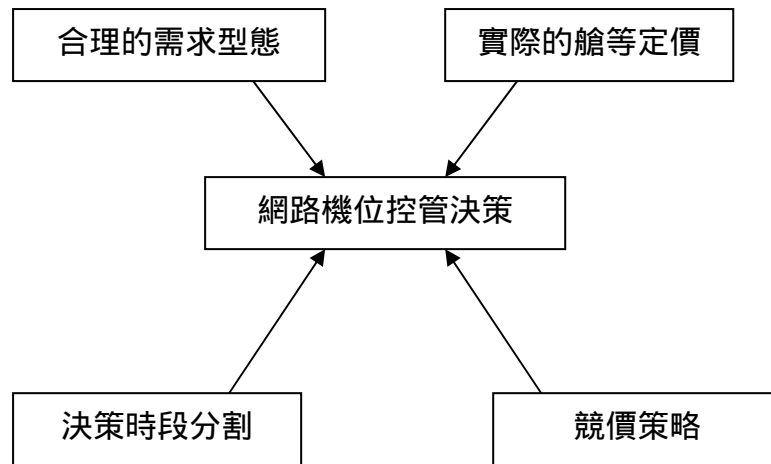 合理的需求型態
實際的艙等定價
網路機位控管決策
決策時段分割
競價策略